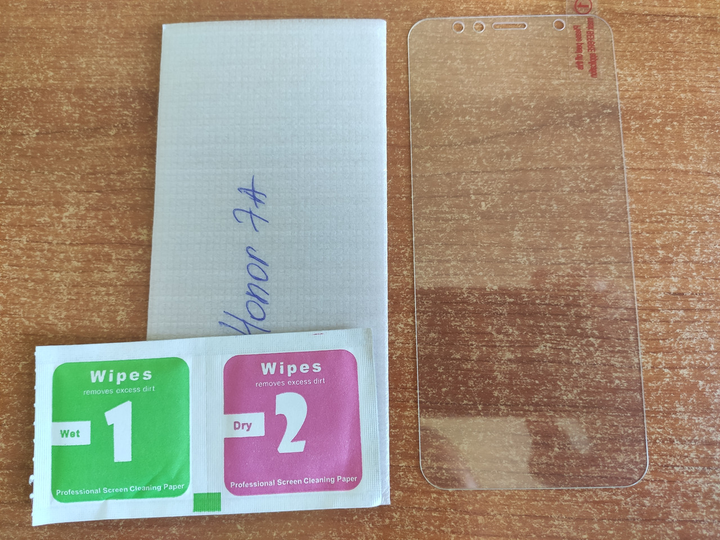 Honor 7A
Wipes
removes excess dirt
Wet
1
Professional Screen Cleaning Paper
Wipes
removes excess dirt
Dry
2
Professional Screen Cleaning Paper